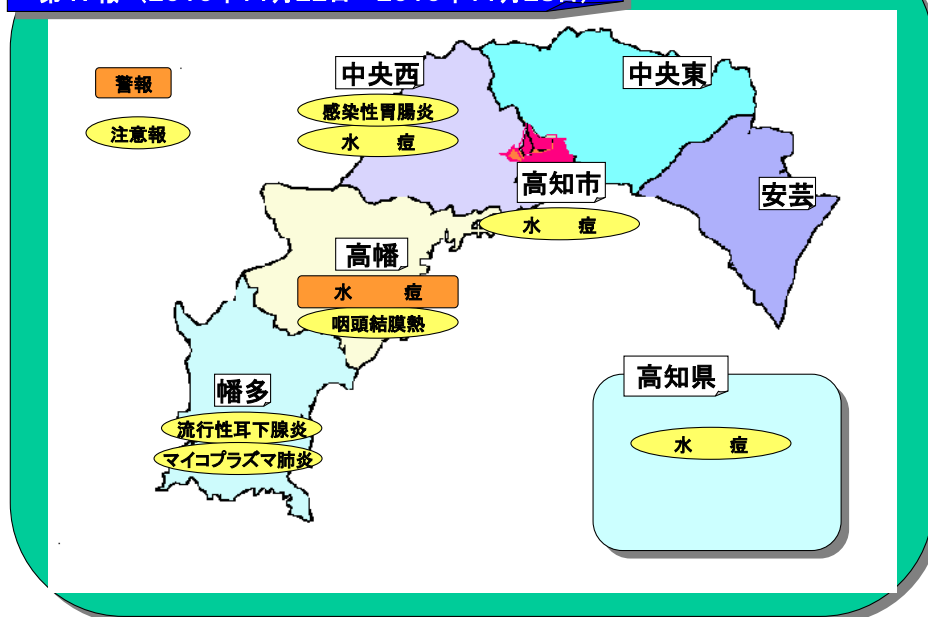 警報
注意報
中央西
感染性胃腸炎
水 痘
中央東
高知市
水 痘
安芸
高幡
水 痘
咽頭結膜熱
幡多
流行性耳下腺炎
マイコプラズマ肺炎
高知県
水 痘